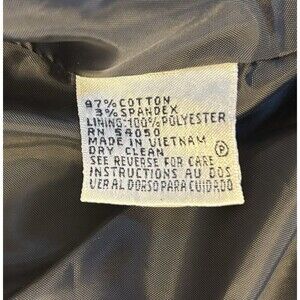 97% COTTON
3% SPANDEX
LINING:100% POLYESTER
RN 54050
MADE IN VIETNAM
DRY CLEAN Ⓟ
SEE REVERSE FOR CARE
INSTRUCTIONS AU DOS
VER AL DORSO PARA CUIDADO